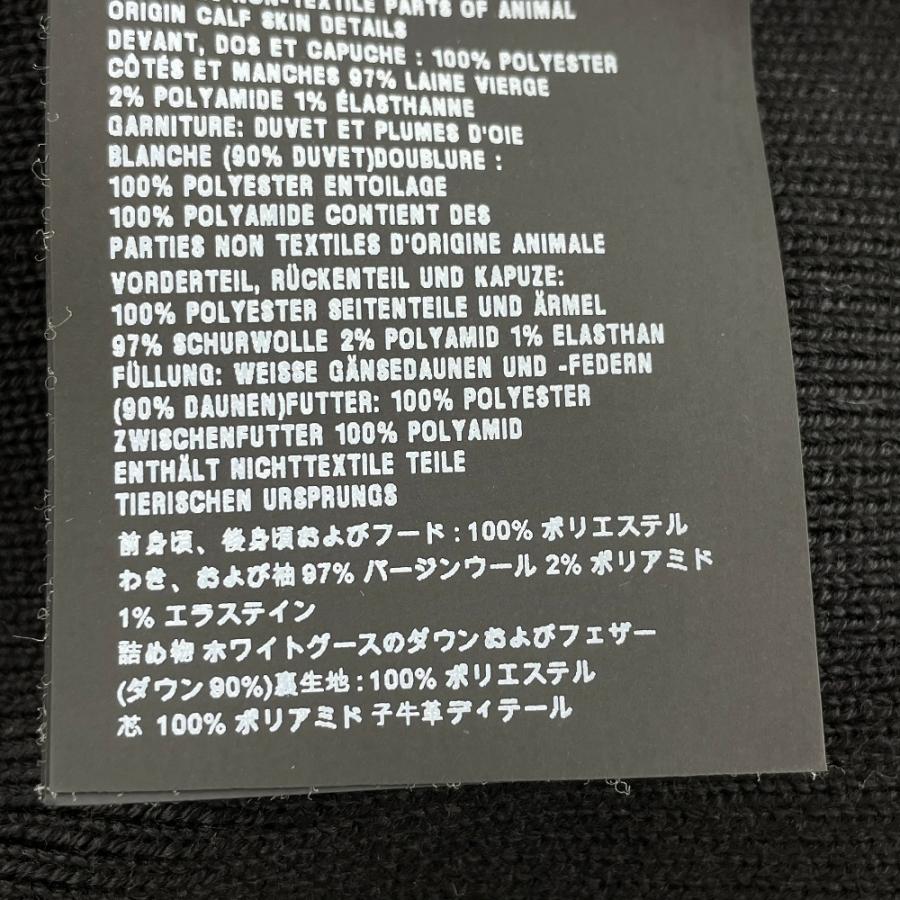 NON-TEXTILE PARTS OF ANIMAL
ORIGIN CALF SKIN DETAILS
DEVANT, DOS ET CAPUCHE : 100% POLYESTER
CÔTÉS ET MANCHES 97% LAINE VIERGE
2% POLYAMIDE 1% ÉLASTHANNE
GARNITURE: DUVET ET PLUMES D'OIE
BLANCHE (90% DUVET)DOUBLURE :
100% POLYESTER ENTOILAGE
100% POLYAMIDE CONTIENT DES
PARTIES NON TEXTILES D'ORIGINE ANIMALE
VORDERTEIL, RÜCKENTEIL UND KAPUZE:
100% POLYESTER SEITENTEILE UND ÄRMEL
97% SCHURWOLLE 2% POLYAMID 1% ELASTHAN
FÜLLUNG: WEISSE GÄNSEDAUNEN UND -FEDERN
(90% DAUNEN)FUTTER: 100% POLYESTER
ZWISCHENFUTTER 100% POLYAMID
ENTHÄLT NICHTTEXTILE TEILE
TIERISCHEN URSPRUNGS
前身頃、後身頃およびフード : 100% ポリエステル
わき、および袖 97% バージンウール 2% ポリアミド
1% エラステイン
詰め物 ホワイトグースのダウンおよびフェザー
(ダウン 90%)裏生地 : 100% ポリエステル
芯 100% ポリアミド 子牛革ディテール